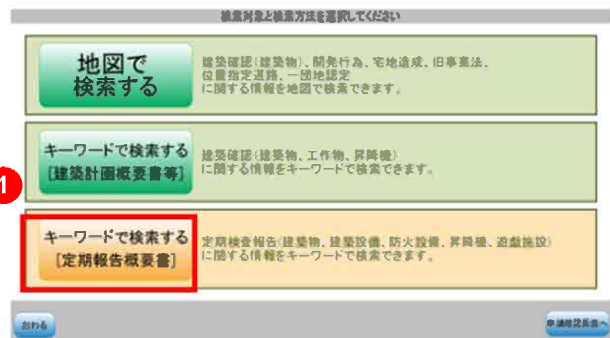 検索対象と検索方法を選択してください
地図で
検索する
建築確認(建築物)、開発行為、宅地造成、旧事業法、
位置指定道路、一団地認定
に関する情報を地図で検索できます。
キーワードで検索する
[建築計画概要書等]
建築確認(建築物、工作物、昇降機)
に関する情報をキーワードで検索できます。
1
キーワードで検索する
[定期報告概要書]
定期検査報告(建築物、建築設備、防火設備、昇降機、遊戯施設)
に関する情報をキーワードで検索できます。
おわる
申請確認画面へ